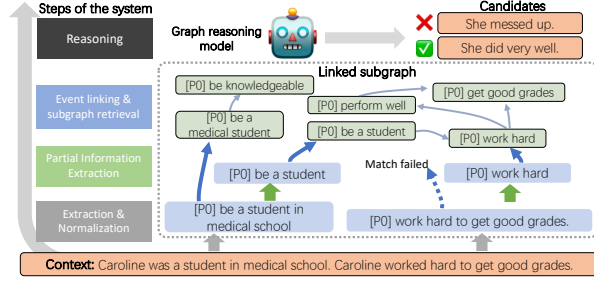 Steps of the system
Candidates
Reasoning
Graph reasoning
model
She messed up.
She did very well.
Linked subgraph
Event linking &
subgraph retrieval
[P0] be knowledgeable
[P0] get good grades
[P0] perform well
[P0] be a
medical student
[P0] be a student
[P0] work hard
Partial Information
Extraction
[P0] be a student
Match failed
[P0] work hard
Extraction &
Normalization
[P0] be a student in
medical school
[P0] work hard to get good grades.
Context: Caroline was a student in medical school. Caroline worked hard to get good grades.